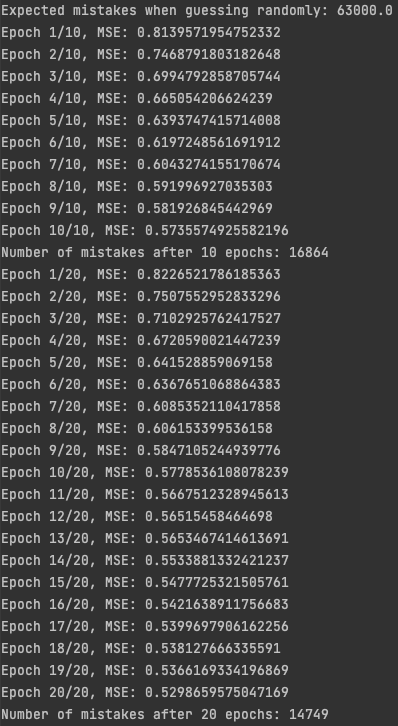 Expected mistakes when guessing randomly: 63000.0
Epoch 1/10, MSE: 0.8139571954752332
Epoch 2/10, MSE: 0.7468791803182648
Epoch 3/10, MSE: 0.6994792858705744
Epoch 4/10, MSE: 0.665054206624239
Epoch 5/10, MSE: 0.6393747415714008
Epoch 6/10, MSE: 0.6197248561691912
Epoch 7/10, MSE: 0.6043274155170674
Epoch 8/10, MSE: 0.591996927035303
Epoch 9/10, MSE: 0.581926845442969
Epoch 10/10, MSE: 0.5735574925582196
Number of mistakes after 10 epochs: 16864
Epoch 1/20, MSE: 0.8226521786185363
Epoch 2/20, MSE: 0.7507552952833296
Epoch 3/20, MSE: 0.7102925762417527
Epoch 4/20, MSE: 0.6720590021447239
Epoch 5/20, MSE: 0.641528859069158
Epoch 6/20, MSE: 0.6367651068864383
Epoch 7/20, MSE: 0.6085352110417858
Epoch 8/20, MSE: 0.606153399536158
Epoch 9/20, MSE: 0.5847105244939776
Epoch 10/20, MSE: 0.5778536108078239
Epoch 11/20, MSE: 0.5667512328945613
Epoch 12/20, MSE: 0.56515458464698
Epoch 13/20, MSE: 0.5653467414613691
Epoch 14/20, MSE: 0.5533881332421237
Epoch 15/20, MSE: 0.5477725321505761
Epoch 16/20, MSE: 0.5421638911756683
Epoch 17/20, MSE: 0.5399697906162256
Epoch 18/20, MSE: 0.538127666335591
Epoch 19/20, MSE: 0.5366169334196869
Epoch 20/20, MSE: 0.5298659575047169
Number of mistakes after 20 epochs: 14749